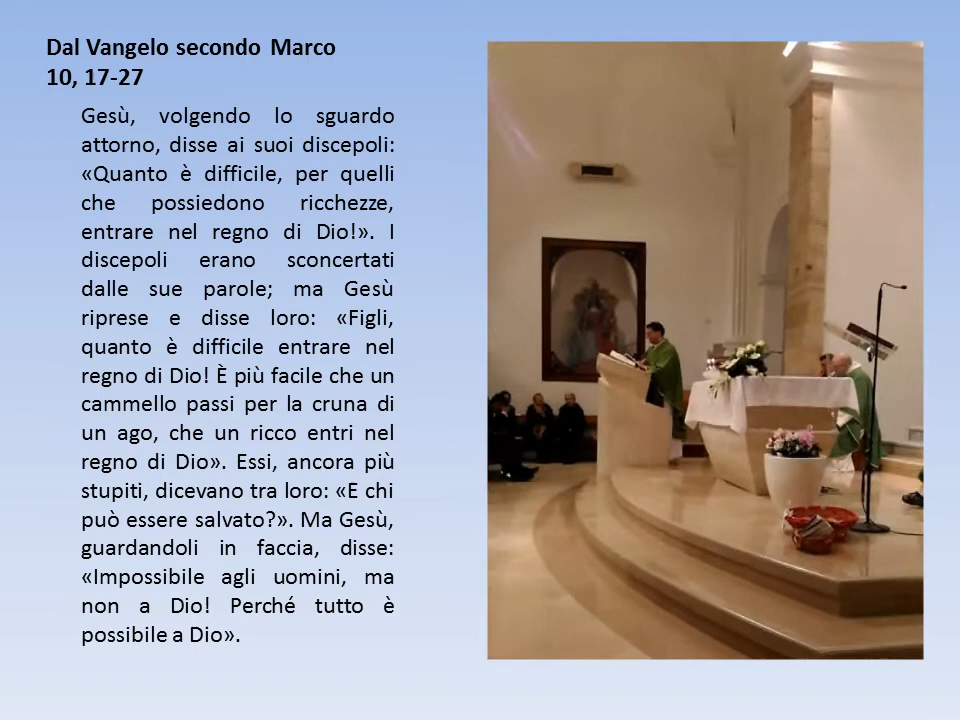 Dal Vangelo secondo Marco
10, 17-27
Gesù, volgendo lo sguardo
attorno, disse ai suoi discepoli:
«Quanto è difficile, per quelli
che possiedono ricchezze,
entrare nel regno di Dio!». I
discepoli erano sconcertati
dalle sue parole; ma Gesù
riprese e disse loro: «Figli,
quanto è difficile entrare nel
regno di Dio! È più facile che un
cammello passi per la cruna di
un ago, che un ricco entri nel
regno di Dio». Essi, ancora più
stupiti, dicevano tra loro: «E chi
può essere salvato?». Ma Gesù,
guardandoli in faccia, disse:
«Impossibile agli uomini, ma
non a Dio! Perché tutto è
possibile a Dio».